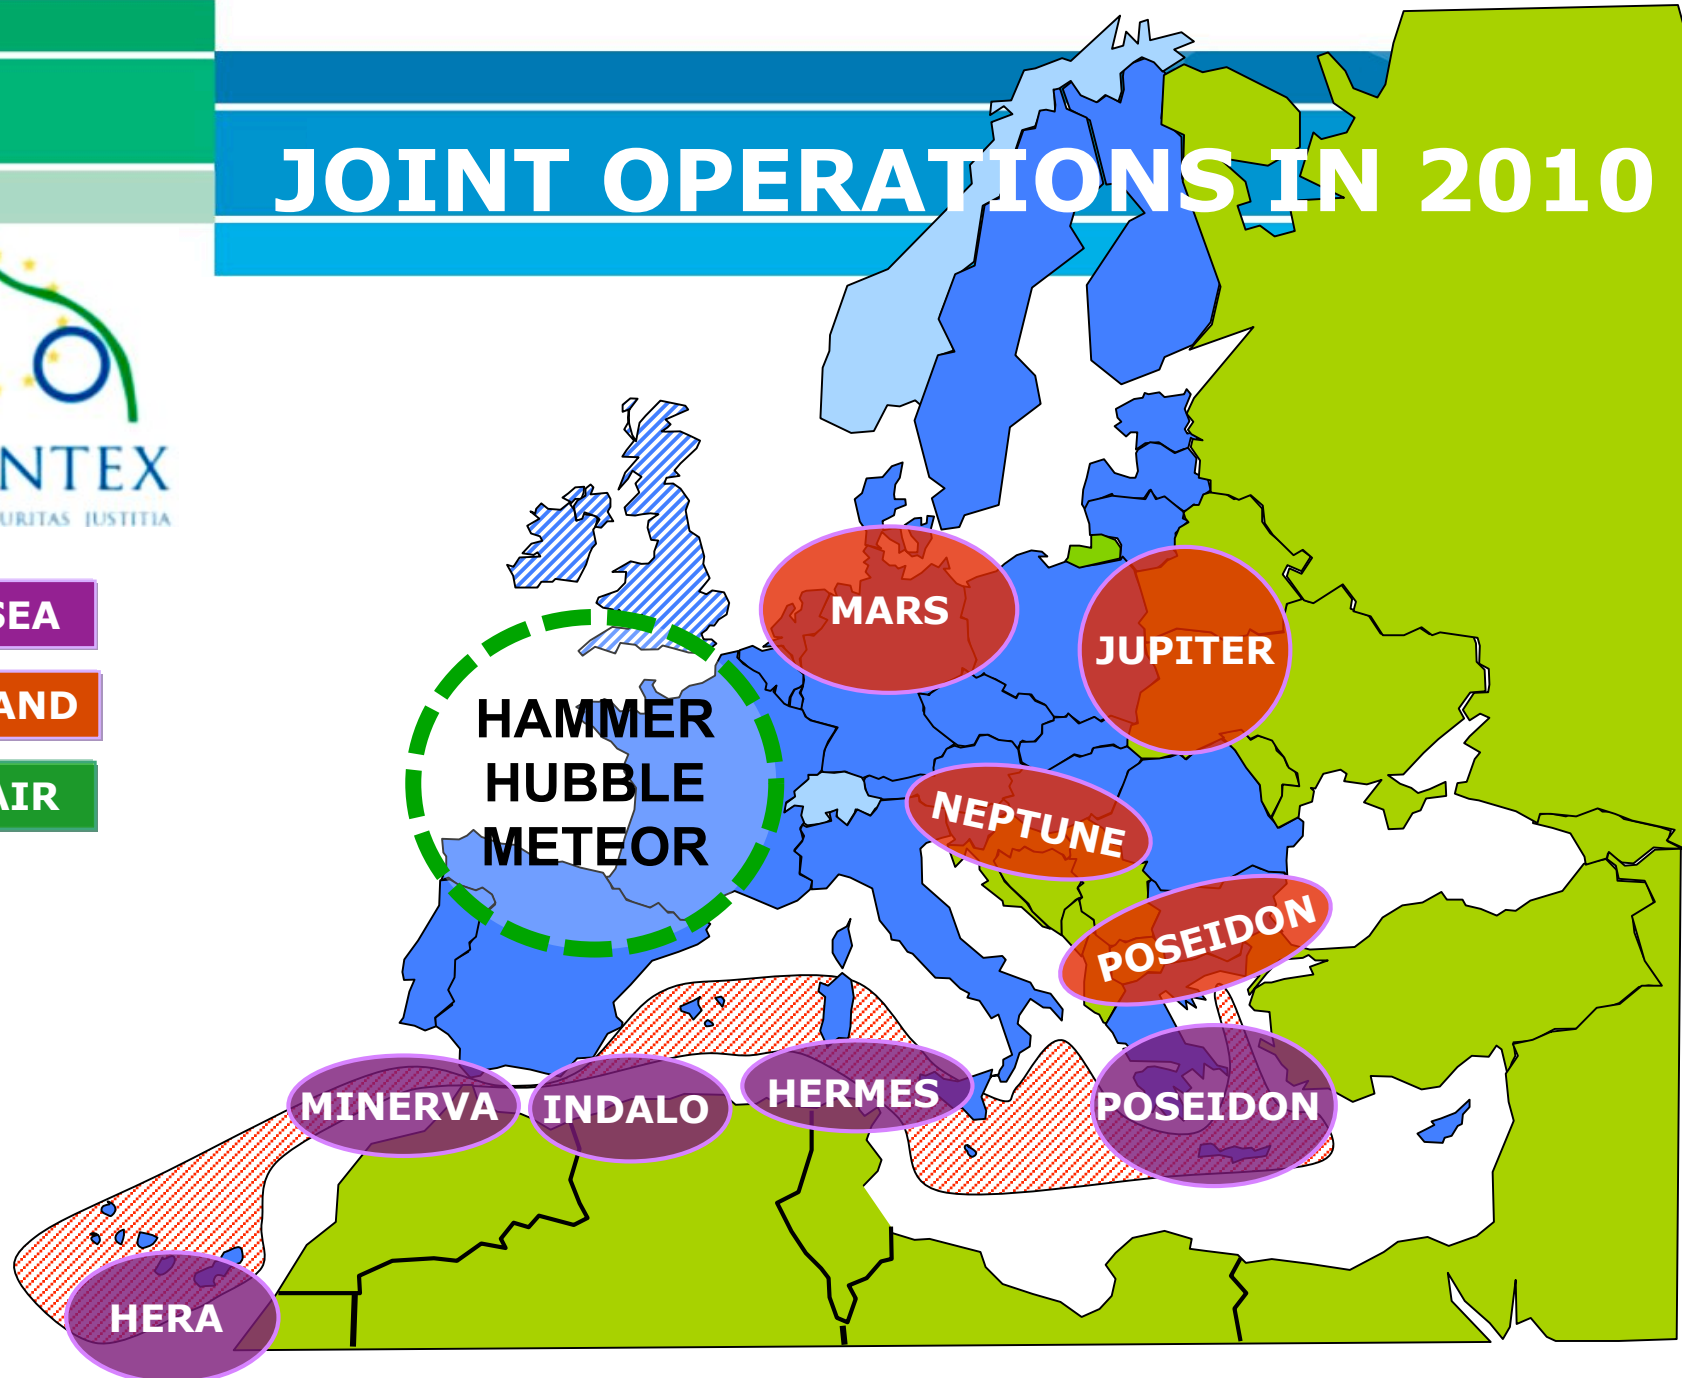 JOINT OPERATIONS IN 2010
NTEX
URITAS JUSTITIA
SEA
AND
AIR
MARS
JUPITER
HAMMER
HUBBLE
METEOR
NEPTUNE
POSEIDON
MINERVA
INDALO
HERMES
POSEIDON
HERA